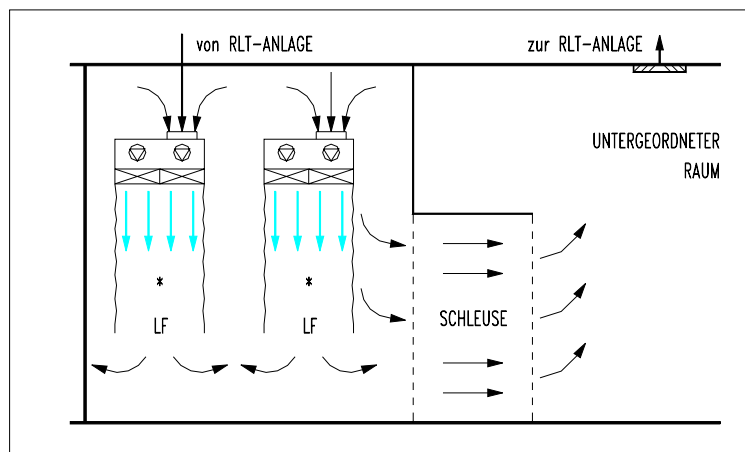 von RLT-ANLAGE
zur RLT-ANLAGE
UNTERGEORDNETER
RAUM
*
*
LF
LF
SCHLEUSE